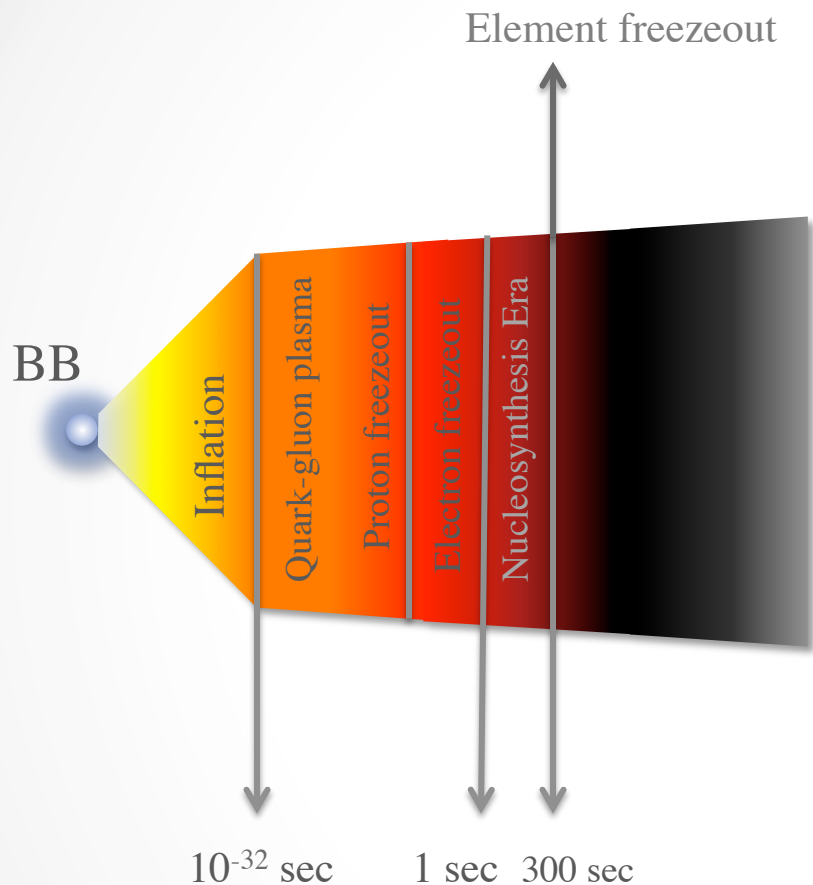 Element freezeout
BB
Inflation
Quark-gluon plasma
Proton freezeout
Electron freezeout
Nucleosynthesis Era
10⁻³² sec
1 sec
300 sec